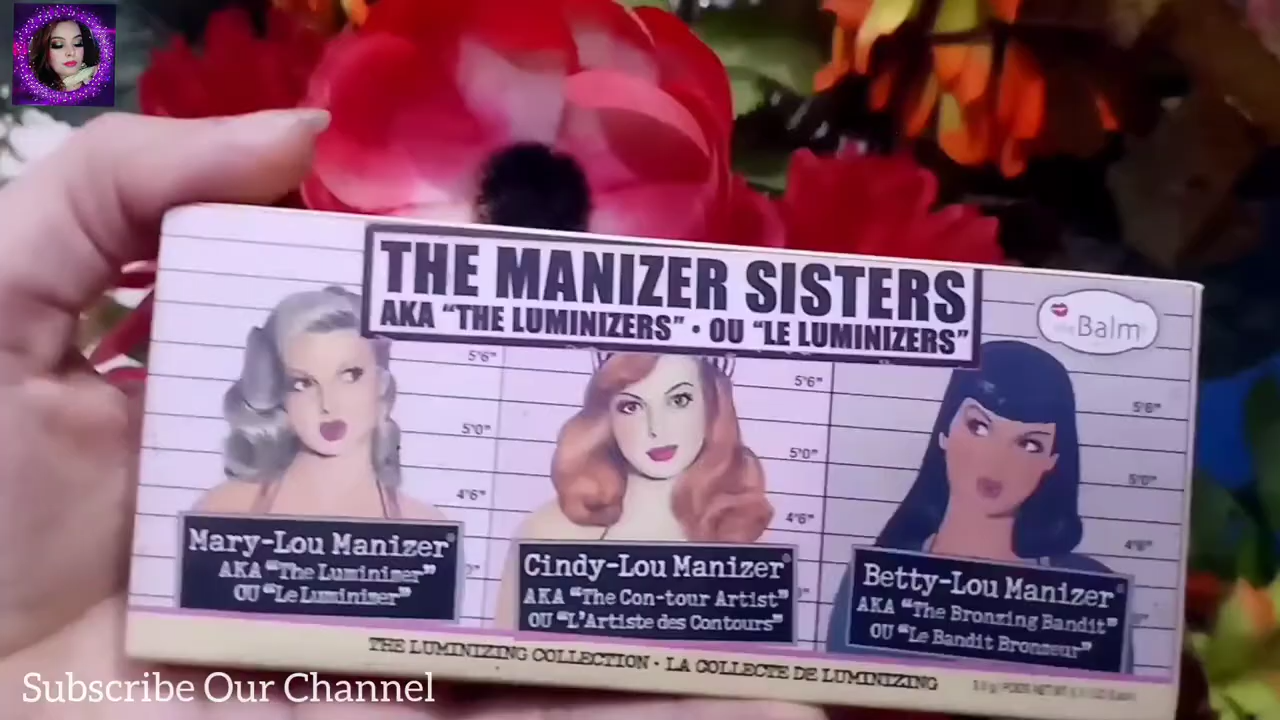 THE MANIZER SISTERS
AKA “THE LUMINIZERS” • OU “LE LUMINIZERS”
theBalm
5'6"
5'0"
4'6"
5'6"
5'0"
4'6"
5'6"
5'0"
4'6"
Mary-Lou Manizer®
AKA “The Luminizer”
OU “Le Luminizer”
Cindy-Lou Manizer®
AKA “The Con-tour Artist”
OU “L'Artiste des Contours”
Betty-Lou Manizer®
AKA “The Bronzing Bandit”
OU “Le Bandit Bronzeur”
THE LUMINIZING COLLECTION • LA COLLECTE DE LUMINIZING
Subscribe Our Channel